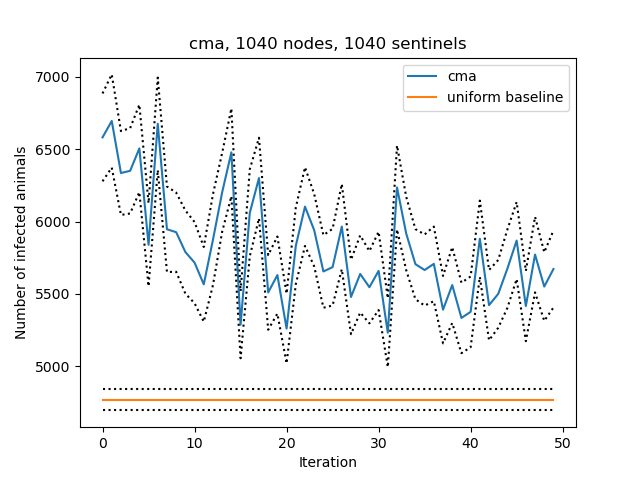 cma, 1040 nodes, 1040 sentinels
Number of infected animals
7000
6500
6000
5500
5000
cma
uniform baseline
0
10
20
30
40
50
Iteration